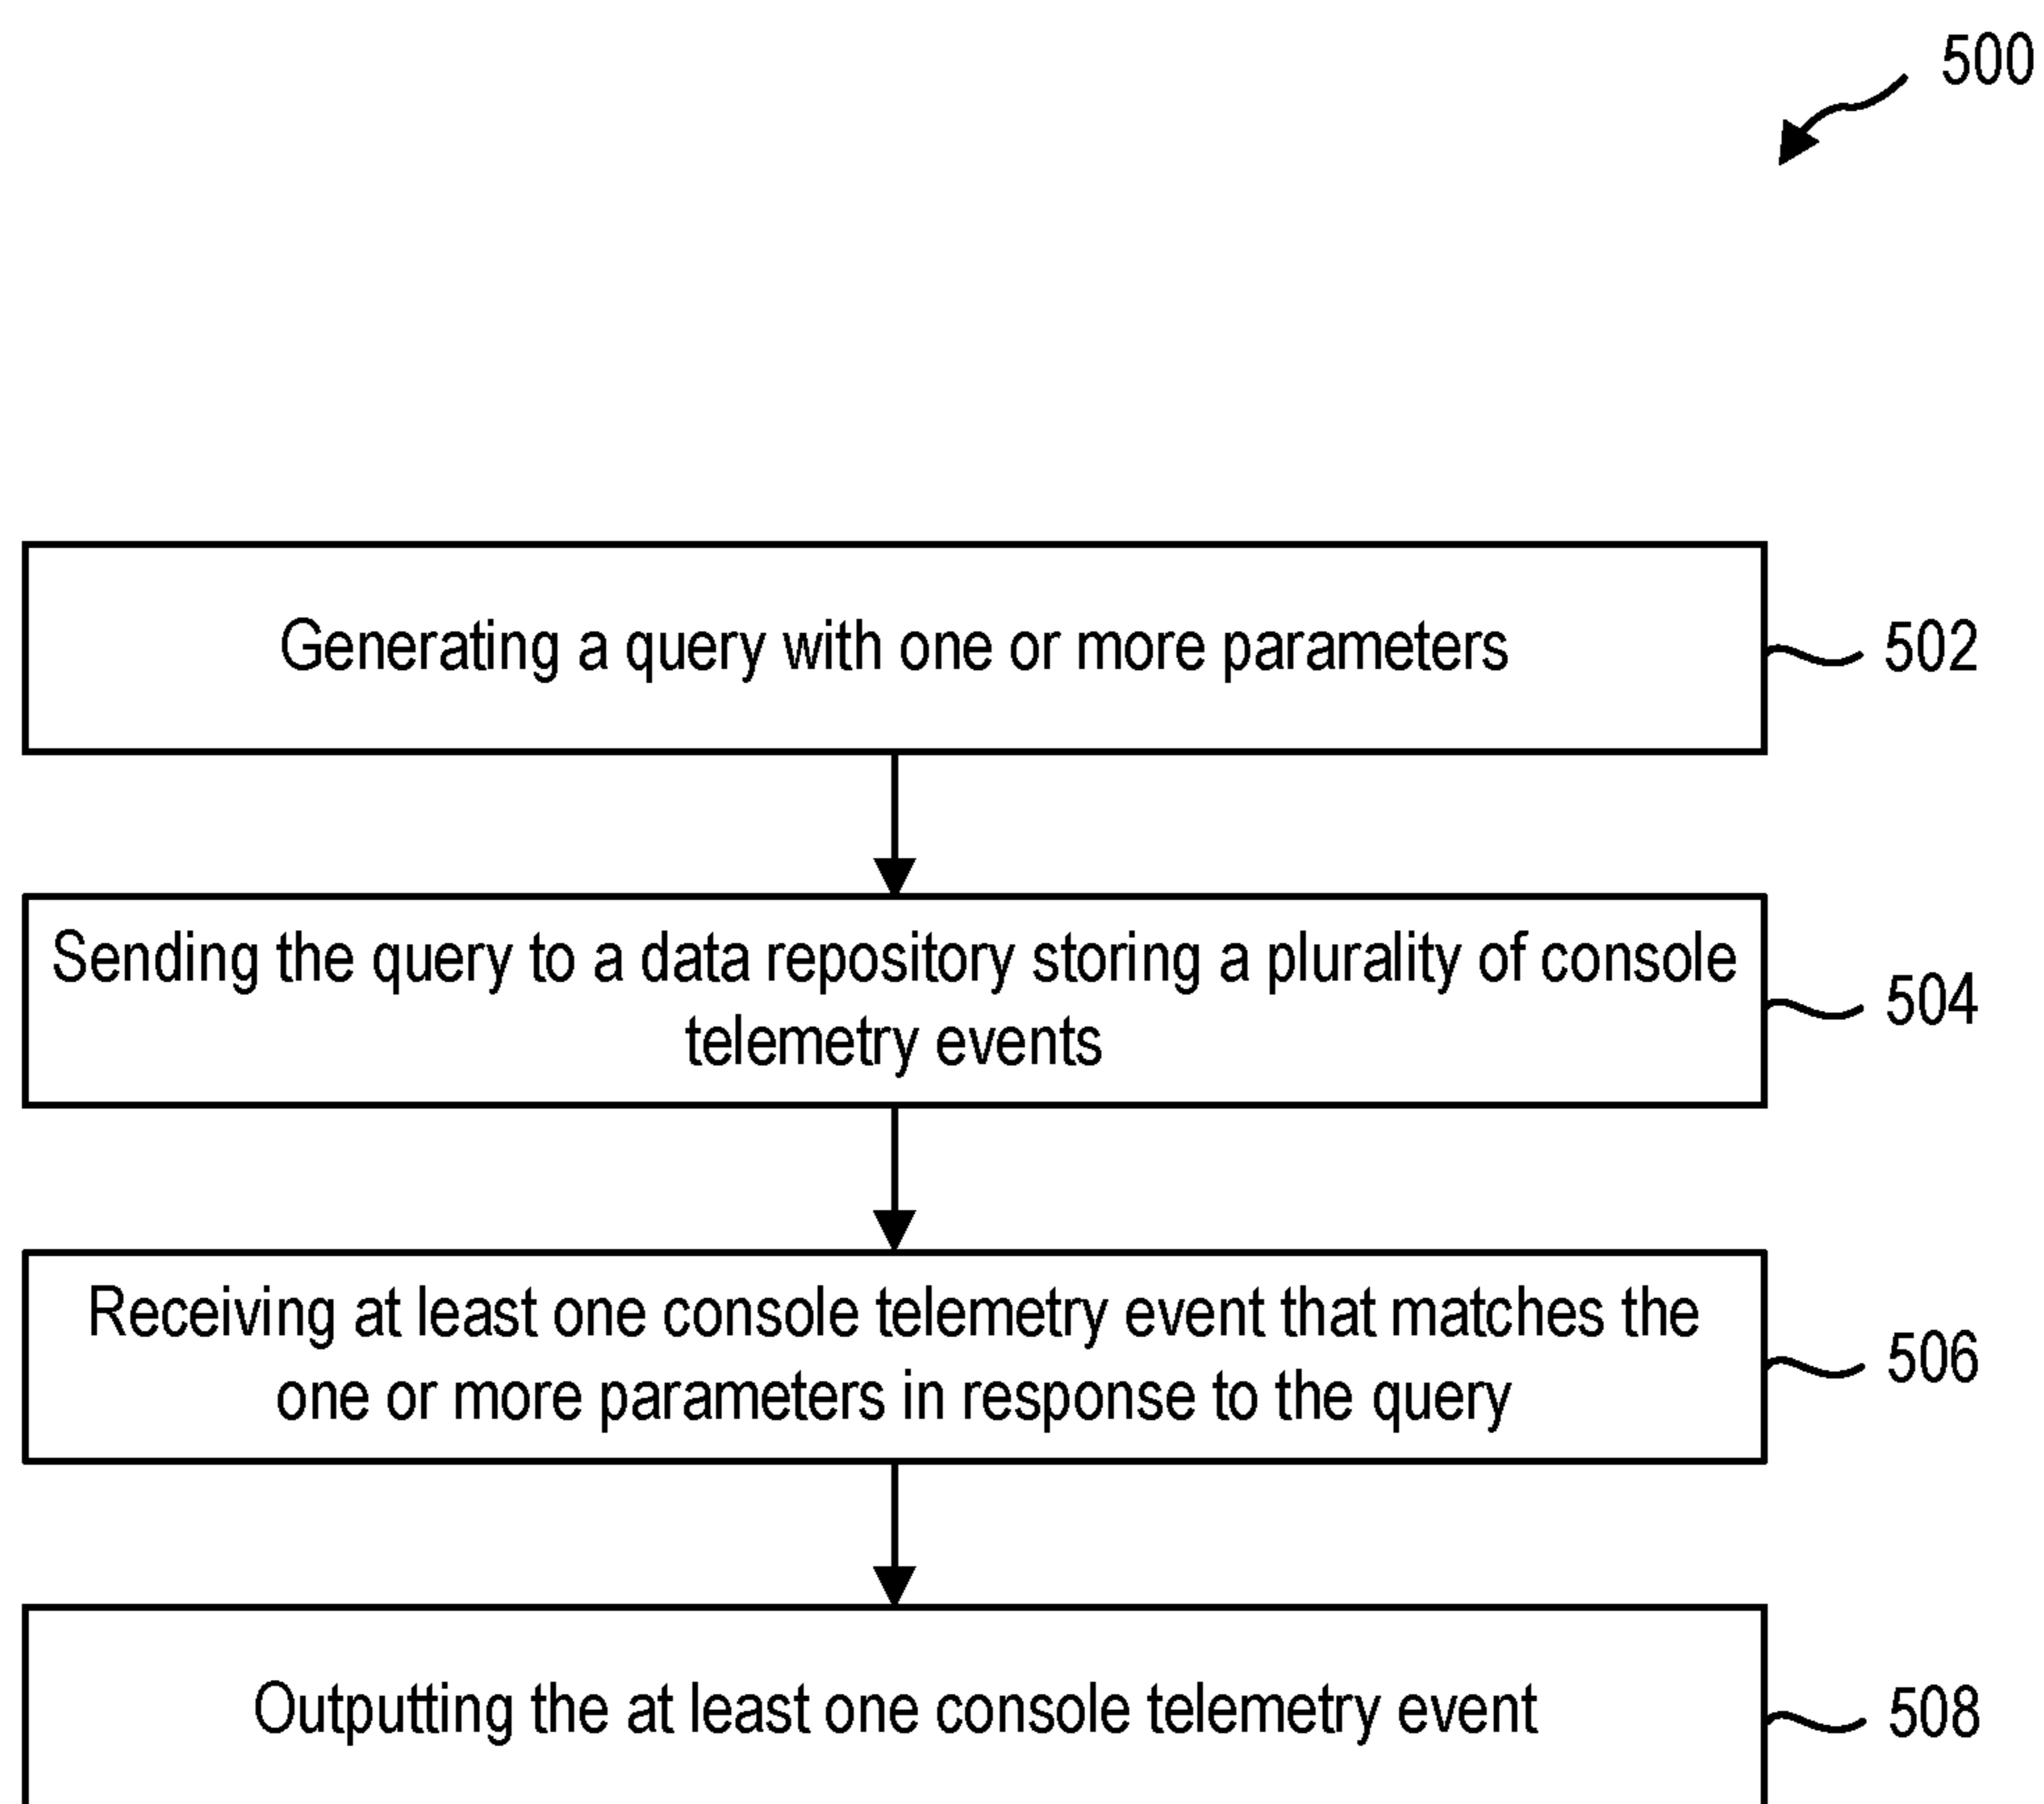 500
Generating a query with one or more parameters
502
Sending the query to a data repository storing a plurality of console
telemetry events
504
Receiving at least one console telemetry event that matches the
one or more parameters in response to the query
506
Outputting the at least one console telemetry event
508